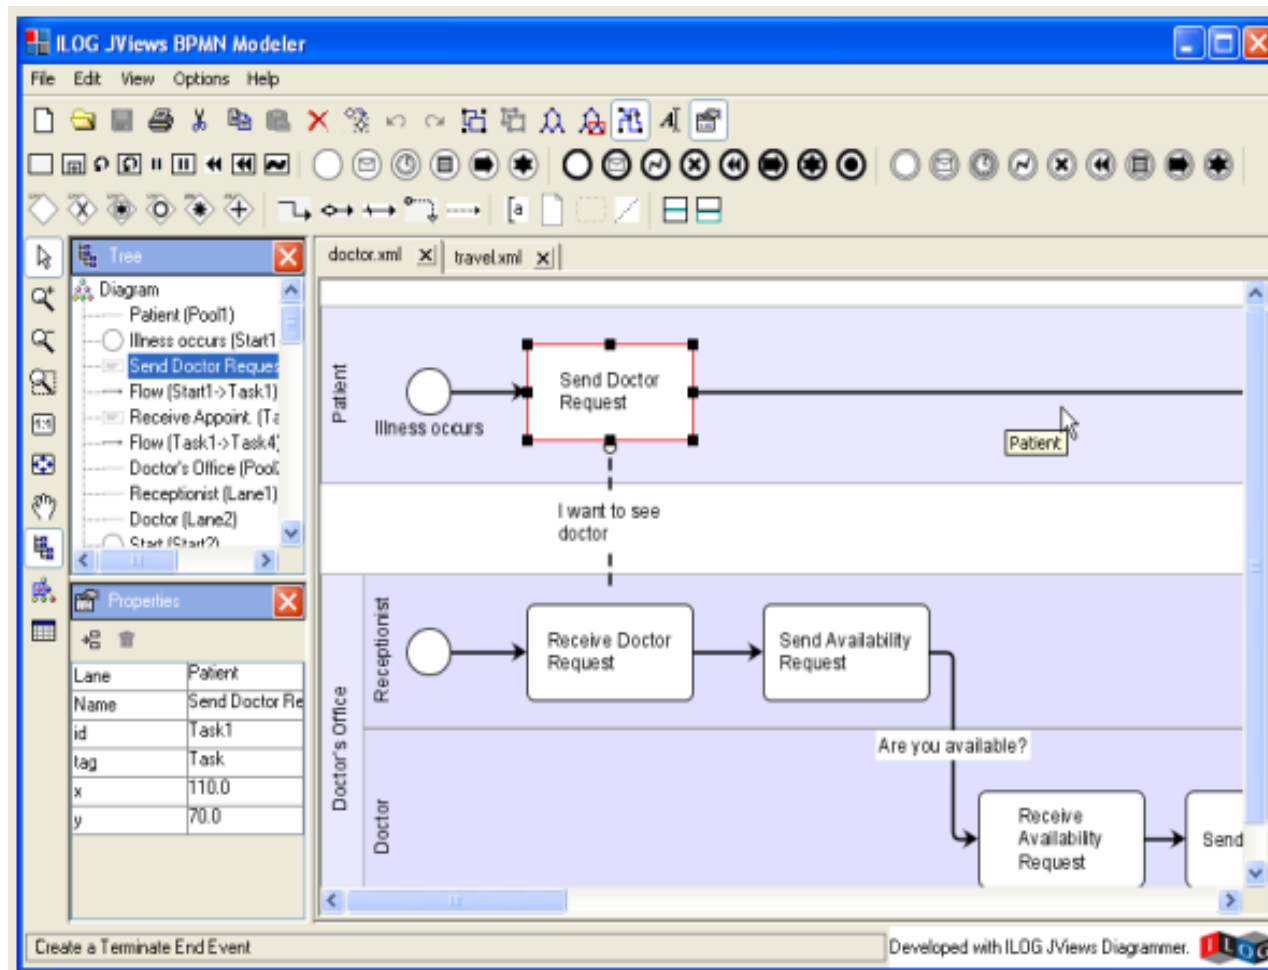 ILOG JViews BPMN Modeler
File Edit View Options Help
Tree
Diagram
Patient (Pool1)
Illness occurs (Start1
Send Doctor Reques
Flow (Start1->Task1)
Receive Appoint. (Ta
Flow (Task1->Task4)
Doctor's Office (Pool2
Receptionist (Lane1)
Doctor (Lane2)
Start (Start2)
Properties
Lane Patient
Name Send Doctor Re
id Task1
tag Task
x 110.0
y 70.0
doctor.xml travel.xml
Patient
Illness occurs
Send Doctor
Request
Patient
I want to see
doctor
Doctor's Office
Receptionist
Receive Doctor
Request
Send Availability
Request
Are you available?
Doctor
Receive
Availability
Request
Send
Create a Terminate End Event
Developed with ILOG JViews Diagrammer.
ILOG